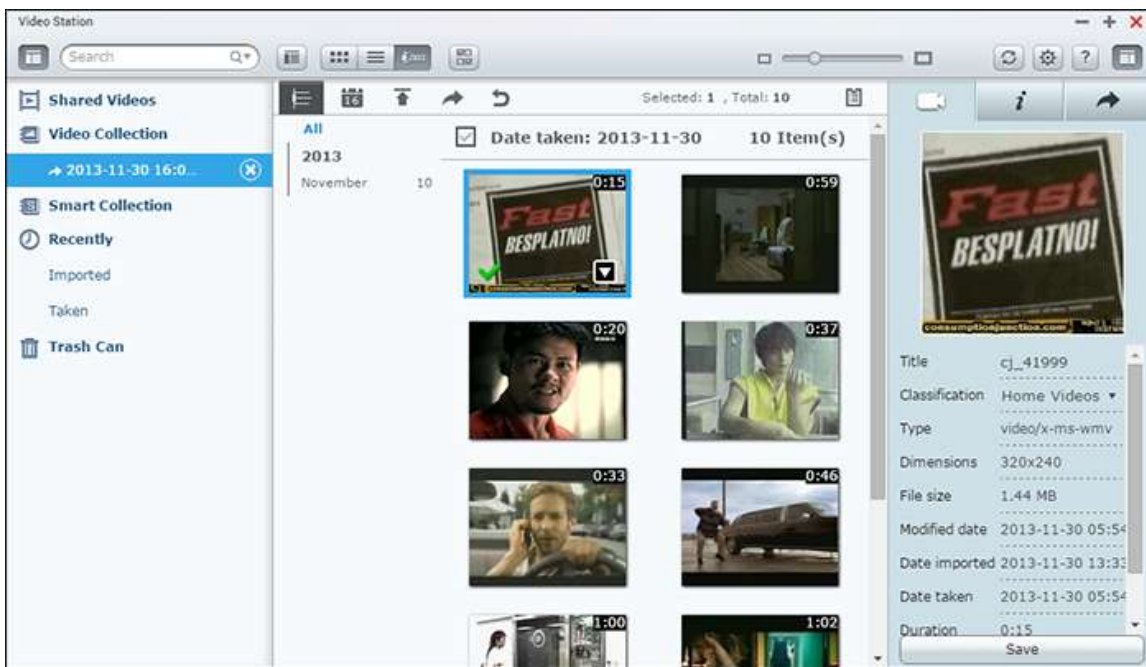 Video Station
Search
Shared Videos
Video Collection
2013-11-30 16:0...
Smart Collection
Recently
Imported
Taken
Trash Can
16
Selected: 1 , Total: 10
All
2013
November 10
Date taken: 2013-11-30 10 Item(s)
0:15
Fast
BESPLATNO!
0:59
0:20
0:37
0:33
0:46
1:00
1:02
Fast
BESPLATNO!
consumptionjunction.com
Title cj_41999
Classification Home Videos
Type video/x-ms-wmv
Dimensions 320x240
File size 1.44 MB
Modified date 2013-11-30 05:54
Date imported 2013-11-30 13:33
Date taken 2013-11-30 05:54
Duration 0:15
Save